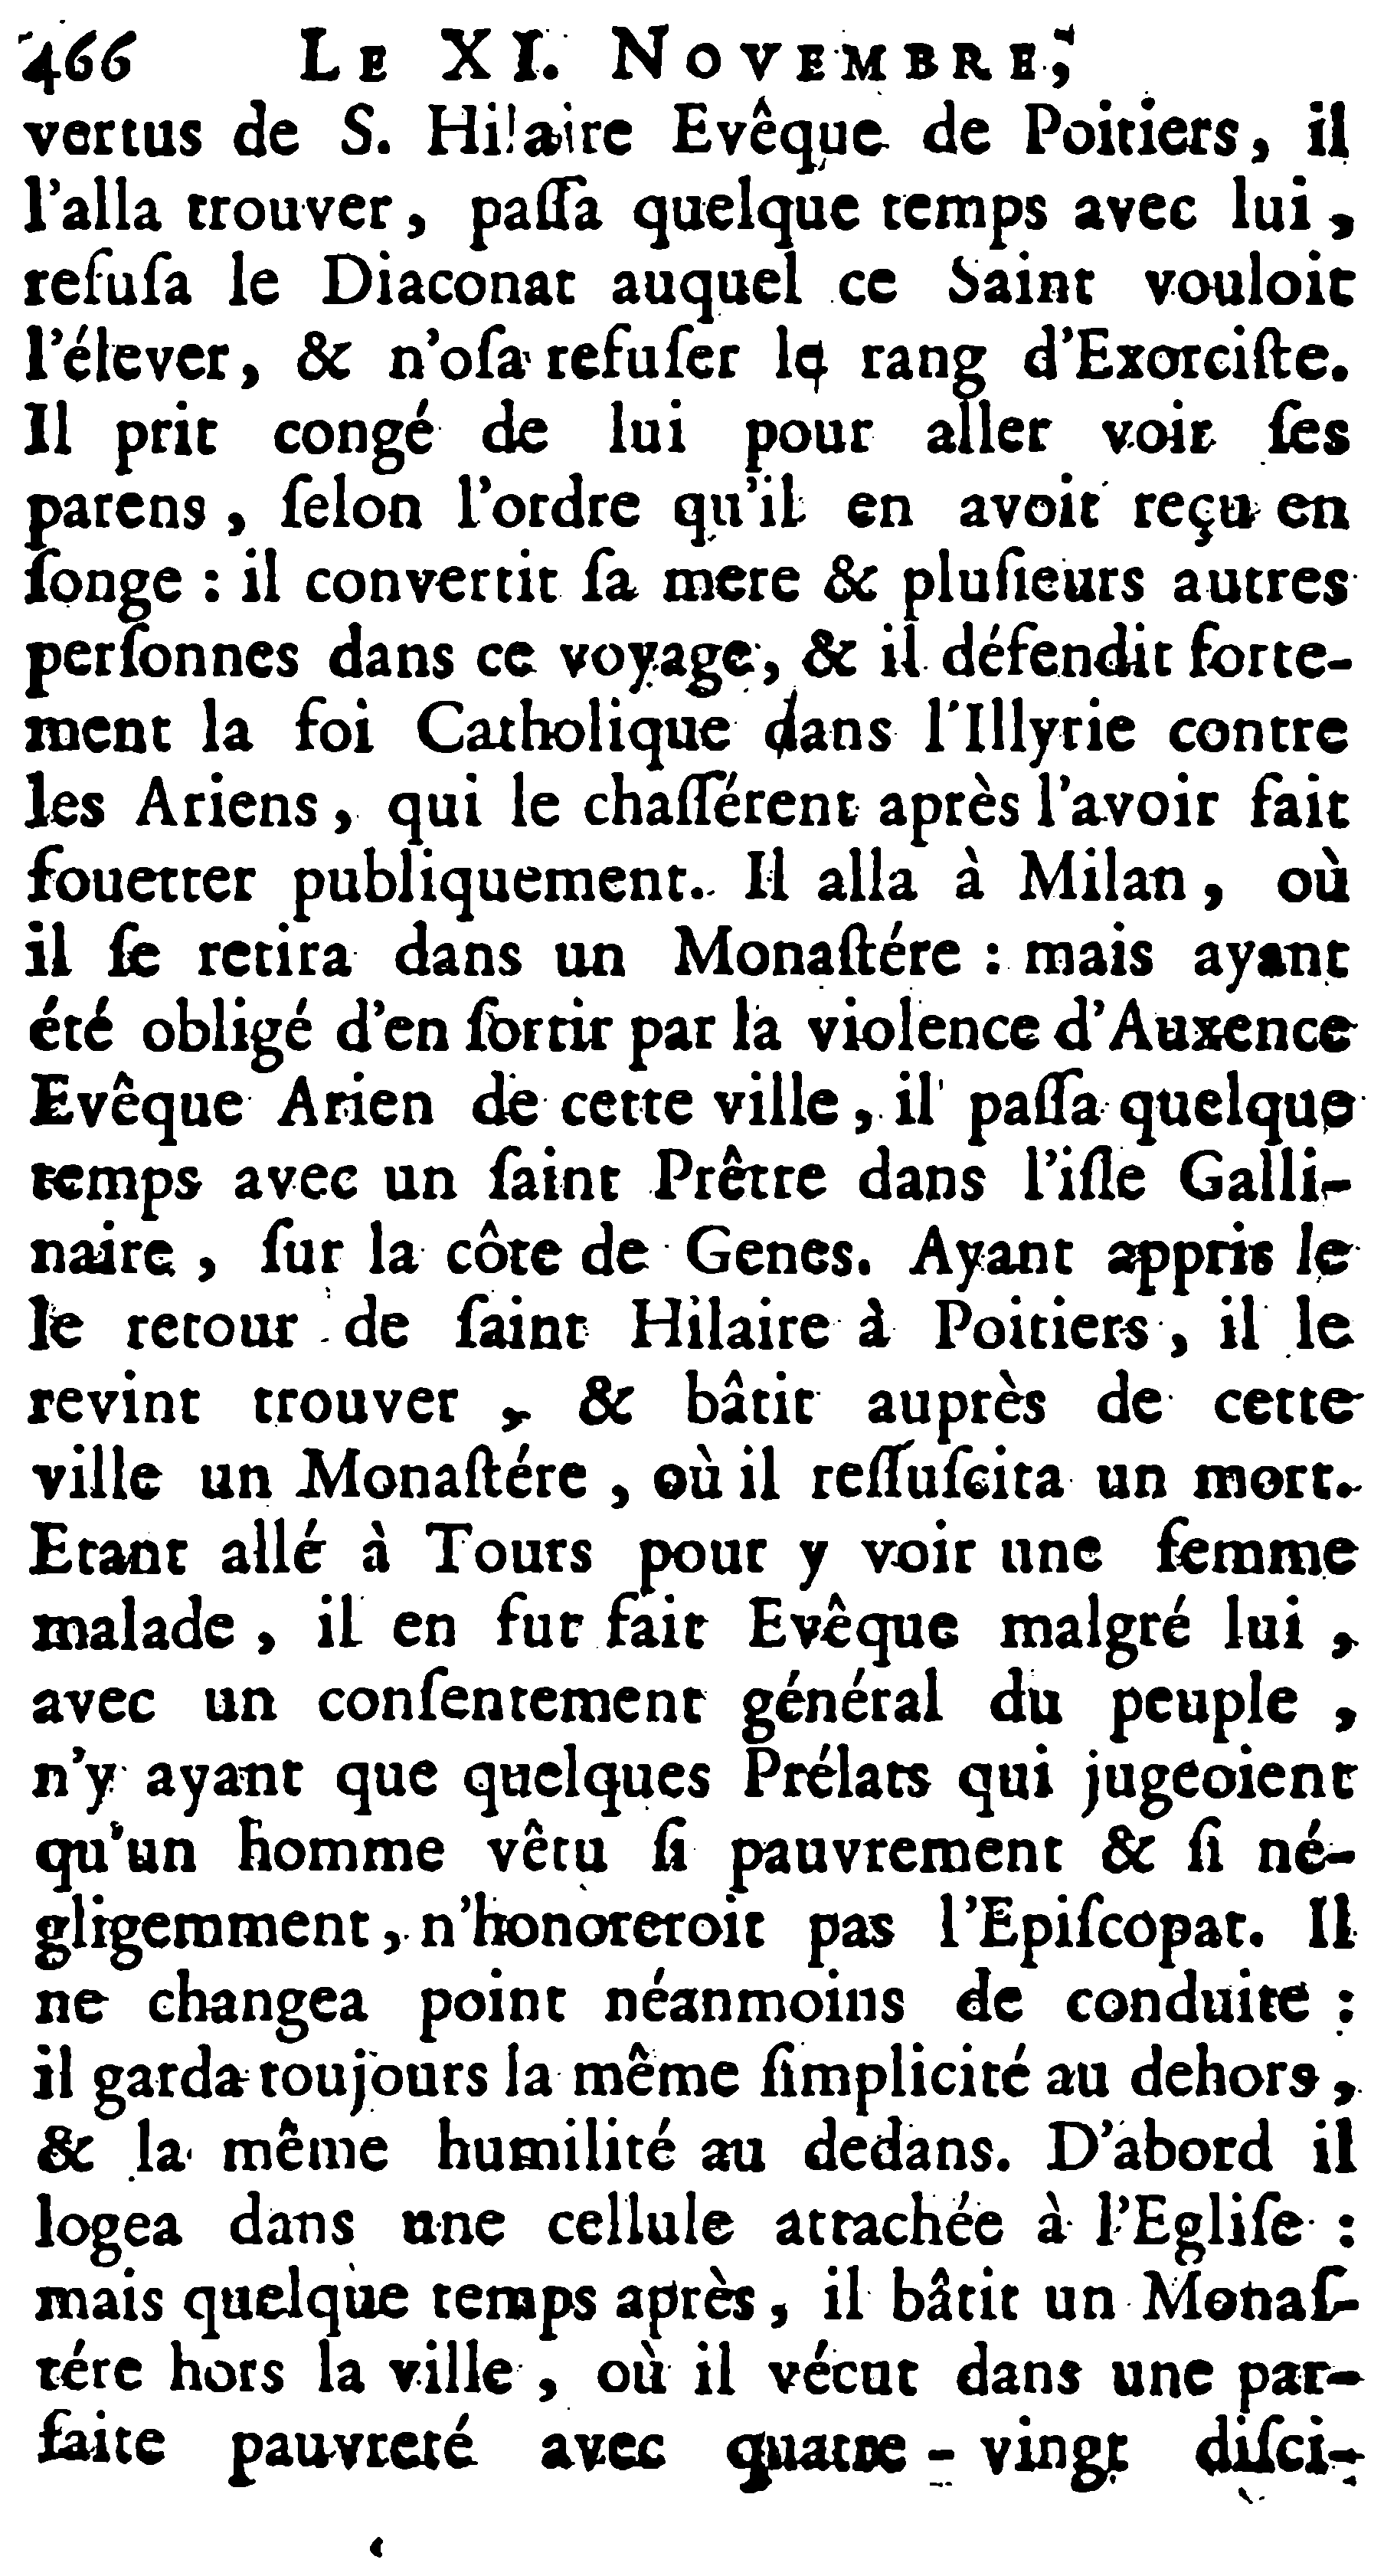 466 LE XI. NOVEMBRE,
vertus de S. Hilaire Evêque de Poitiers, il
l'alla trouver, paſſa quelque temps avec lui,
refuſa le Diaconat auquel ce Saint vouloit
l'élever, & n'oſa refuſer le rang d'Exorciſte.
Il prit congé de lui pour aller voir ſes
parens, ſelon l'ordre qu'il en avoit reçu en
ſonge : il convertit ſa mere & pluſieurs autres
perſonnes dans ce voyage, & il défendit forte-
ment la foi Catholique dans l'Illyrie contre
les Ariens, qui le chaſſérent après l'avoir fait
fouetter publiquement. Il alla à Milan, où
il ſe retira dans un Monaſtére : mais ayant
été obligé d'en ſortir par la violence d'Auxence
Evêque Arien de cette ville, il paſſa quelque
temps avec un ſaint Prêtre dans l'iſle Galli-
naire, ſur la côte de Genes. Ayant appris le
le retour de ſaint Hilaire à Poitiers, il le
revint trouver, & bâtit auprès de cette
ville un Monaſtére, où il reſſuſcita un mort.
Etant allé à Tours pour y voir une femme
malade, il en fut fait Evêque malgré lui,
avec un conſentement général du peuple,
n'y ayant que quelques Prélats qui jugeoient
qu'un homme vêtu ſi pauvrement & ſi né-
gligemment, n'honoreroit pas l'Epiſcopat. Il
ne changea point néanmoins de conduite :
il garda toujours la même ſimplicité au dehors,
& la même humilité au dedans. D'abord il
logea dans une cellule attachée à l'Egliſe :
mais quelque temps après, il bâtit un Monaſ-
tére hors la ville, où il vécut dans une par-
faite pauvreté avec quatre-vingt diſci-